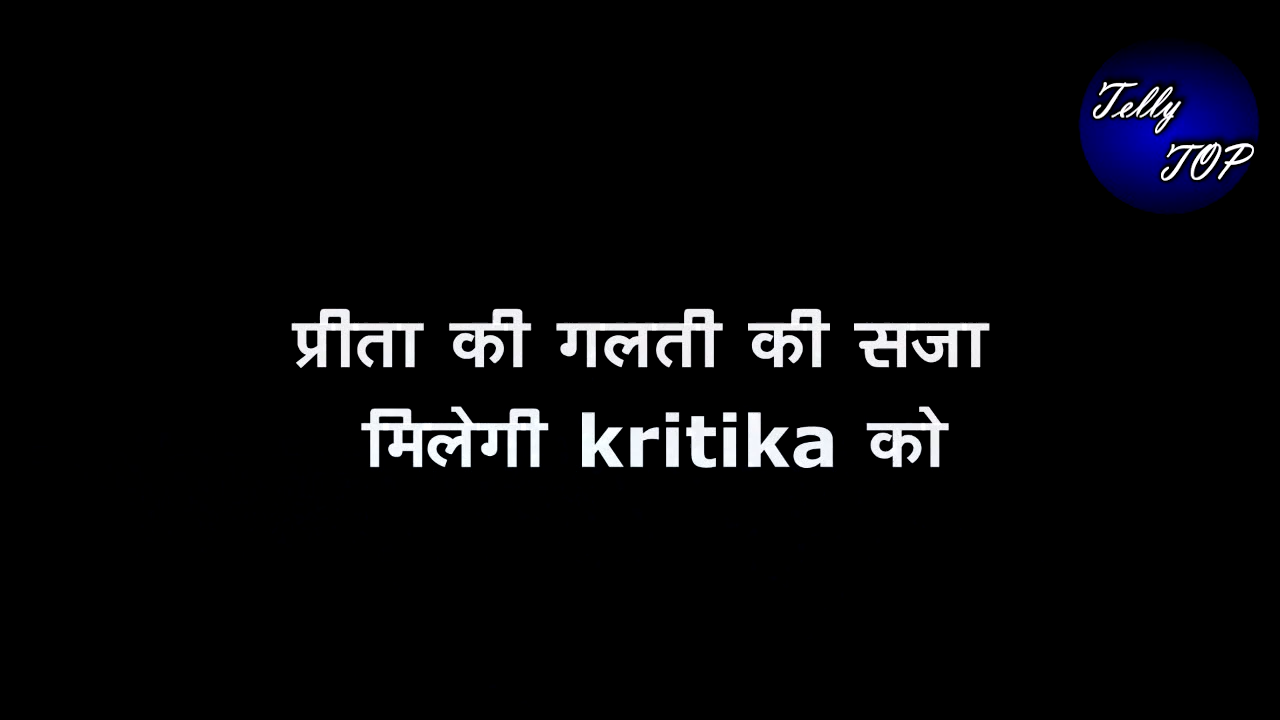 Telly
TOP
प्रीता की गलती की सजा
मिलेगी kritika को